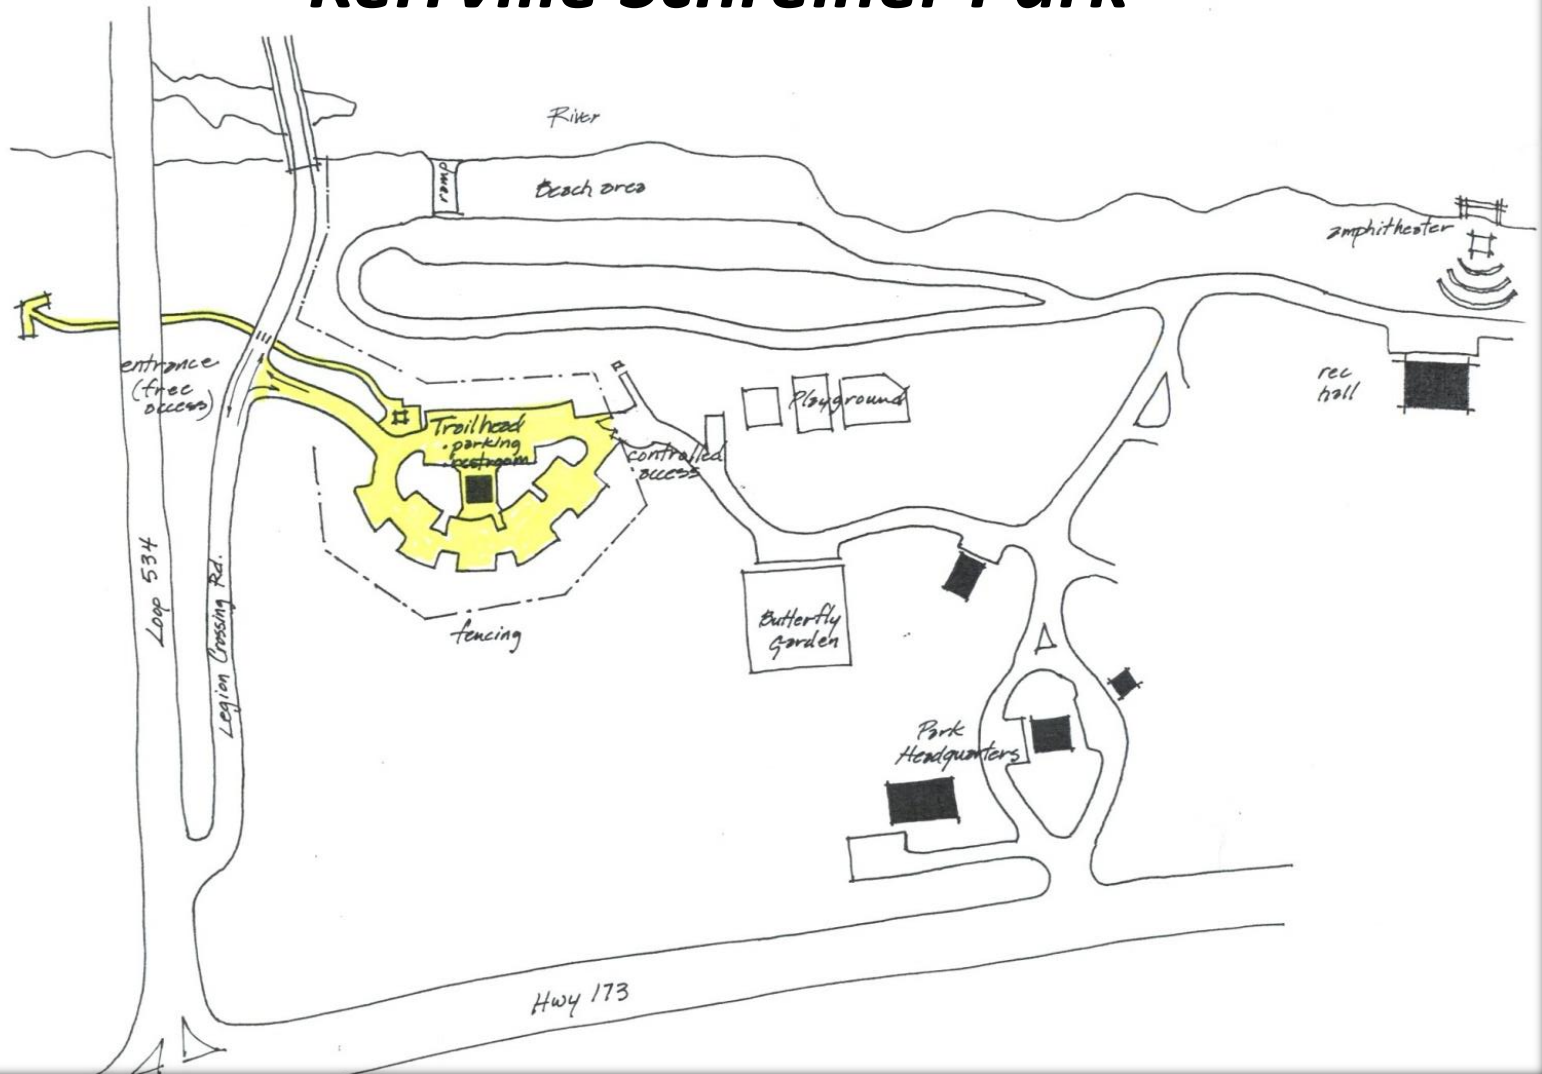 Kerrville Schreiner Park
River
ramp
Beach area
amphitheater
entrance
(free
access)
rec
hall
Playground
Trailhead
.parking
.restroom
controlled
access
Loop 534
Legion Crossing Rd.
fencing
Butterfly
Garden
Park
Headquarters
Hwy 173